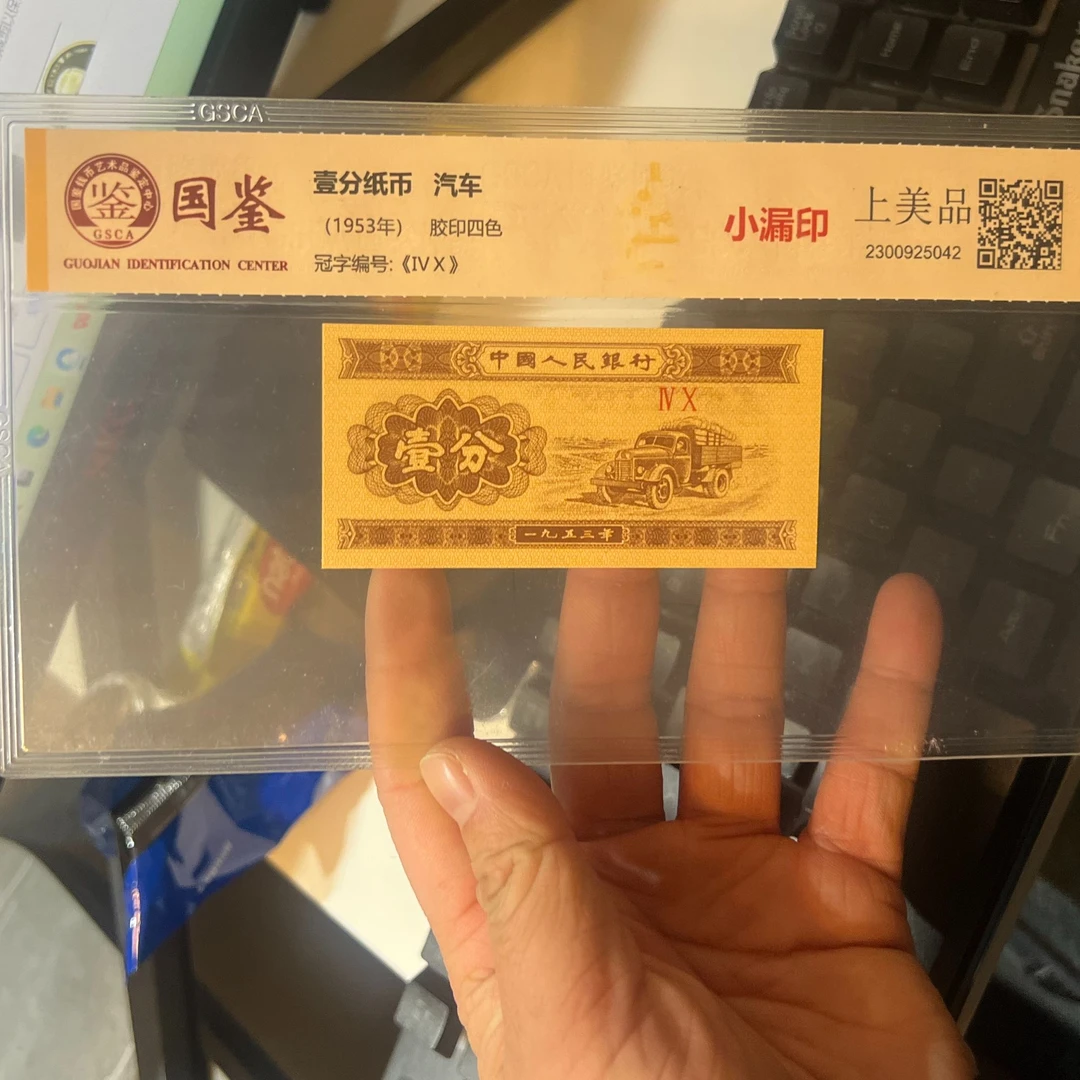 GSCA
国鉴
GSCA
GUOJIAN IDENTIFICATION CENTER
壹分纸币 汽车
(1953年) 胶印四色
冠字编号:《IV X》
小漏印
上美品
2300925042
中國人民銀行
IV X
壹分
一九五三年
Home